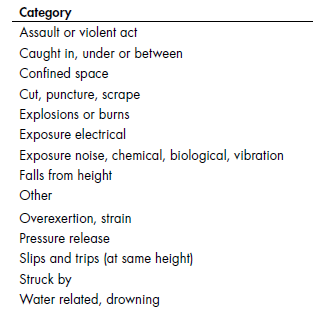 Category
Assault or violent act
Caught in, under or between
Confined space
Cut, puncture, scrape
Explosions or burns
Exposure electrical
Exposure noise, chemical, biological, vibration
Falls from height
Other
Overexertion, strain
Pressure release
Slips and trips (at same height)
Struck by
Water related, drowning